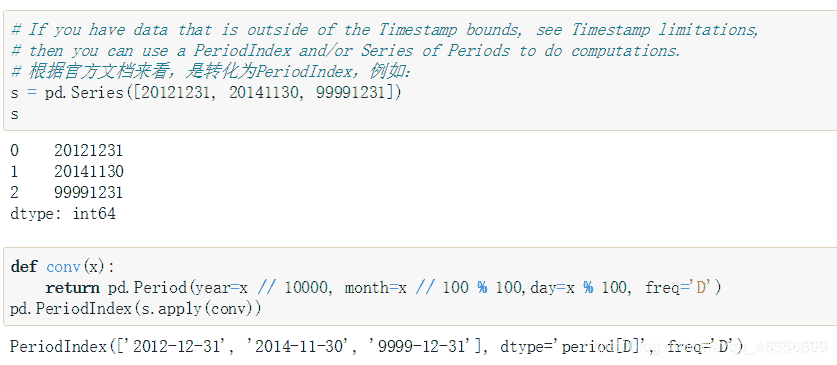 # If you have data that is outside of the Timestamp bounds, see Timestamp limitations,
# then you can use a PeriodIndex and/or Series of Periods to do computations.
# 根据官方文档来看，是转化为PeriodIndex，例如：
s = pd.Series([20121231, 20141130, 99991231])
s
0    20121231
1    20141130
2    99991231
dtype: int64
def conv(x):
    return pd.Period(year=x // 10000, month=x // 100 % 100,day=x % 100, freq='D')
pd.PeriodIndex(s.apply(conv))
PeriodIndex(['2012-12-31', '2014-11-30', '9999-12-31'], dtype='period[D]', freq='D')